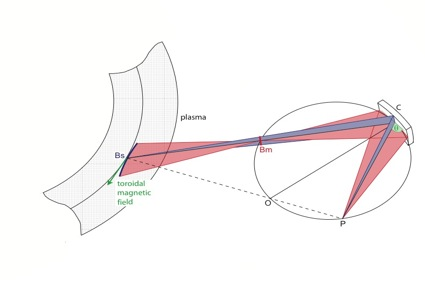 C
plasma
Bm
Bs
toroidal
magnetic
field
O
P